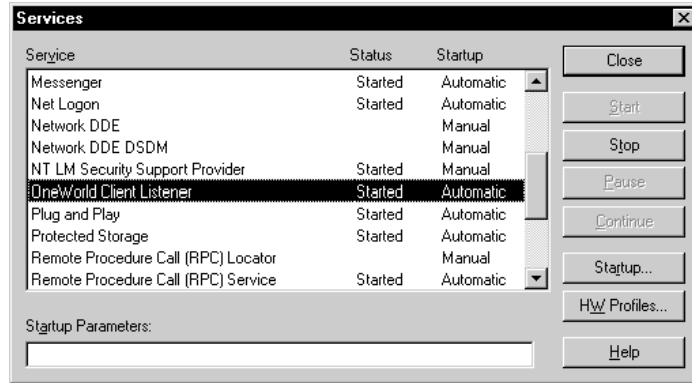 Services
Service Status Startup
Messenger Started Automatic
Net Logon Started Automatic
Network DDE Manual
Network DDE DSDM Manual
NT LM Security Support Provider Started Manual
OneWorld Client Listener Started Automatic
Plug and Play Started Automatic
Protected Storage Started Automatic
Remote Procedure Call (RPC) Locator Manual
Remote Procedure Call (RPC) Service Started Automatic
Startup Parameters:
Close
Start
Stop
Pause
Continue
Startup...
HW Profiles...
Help